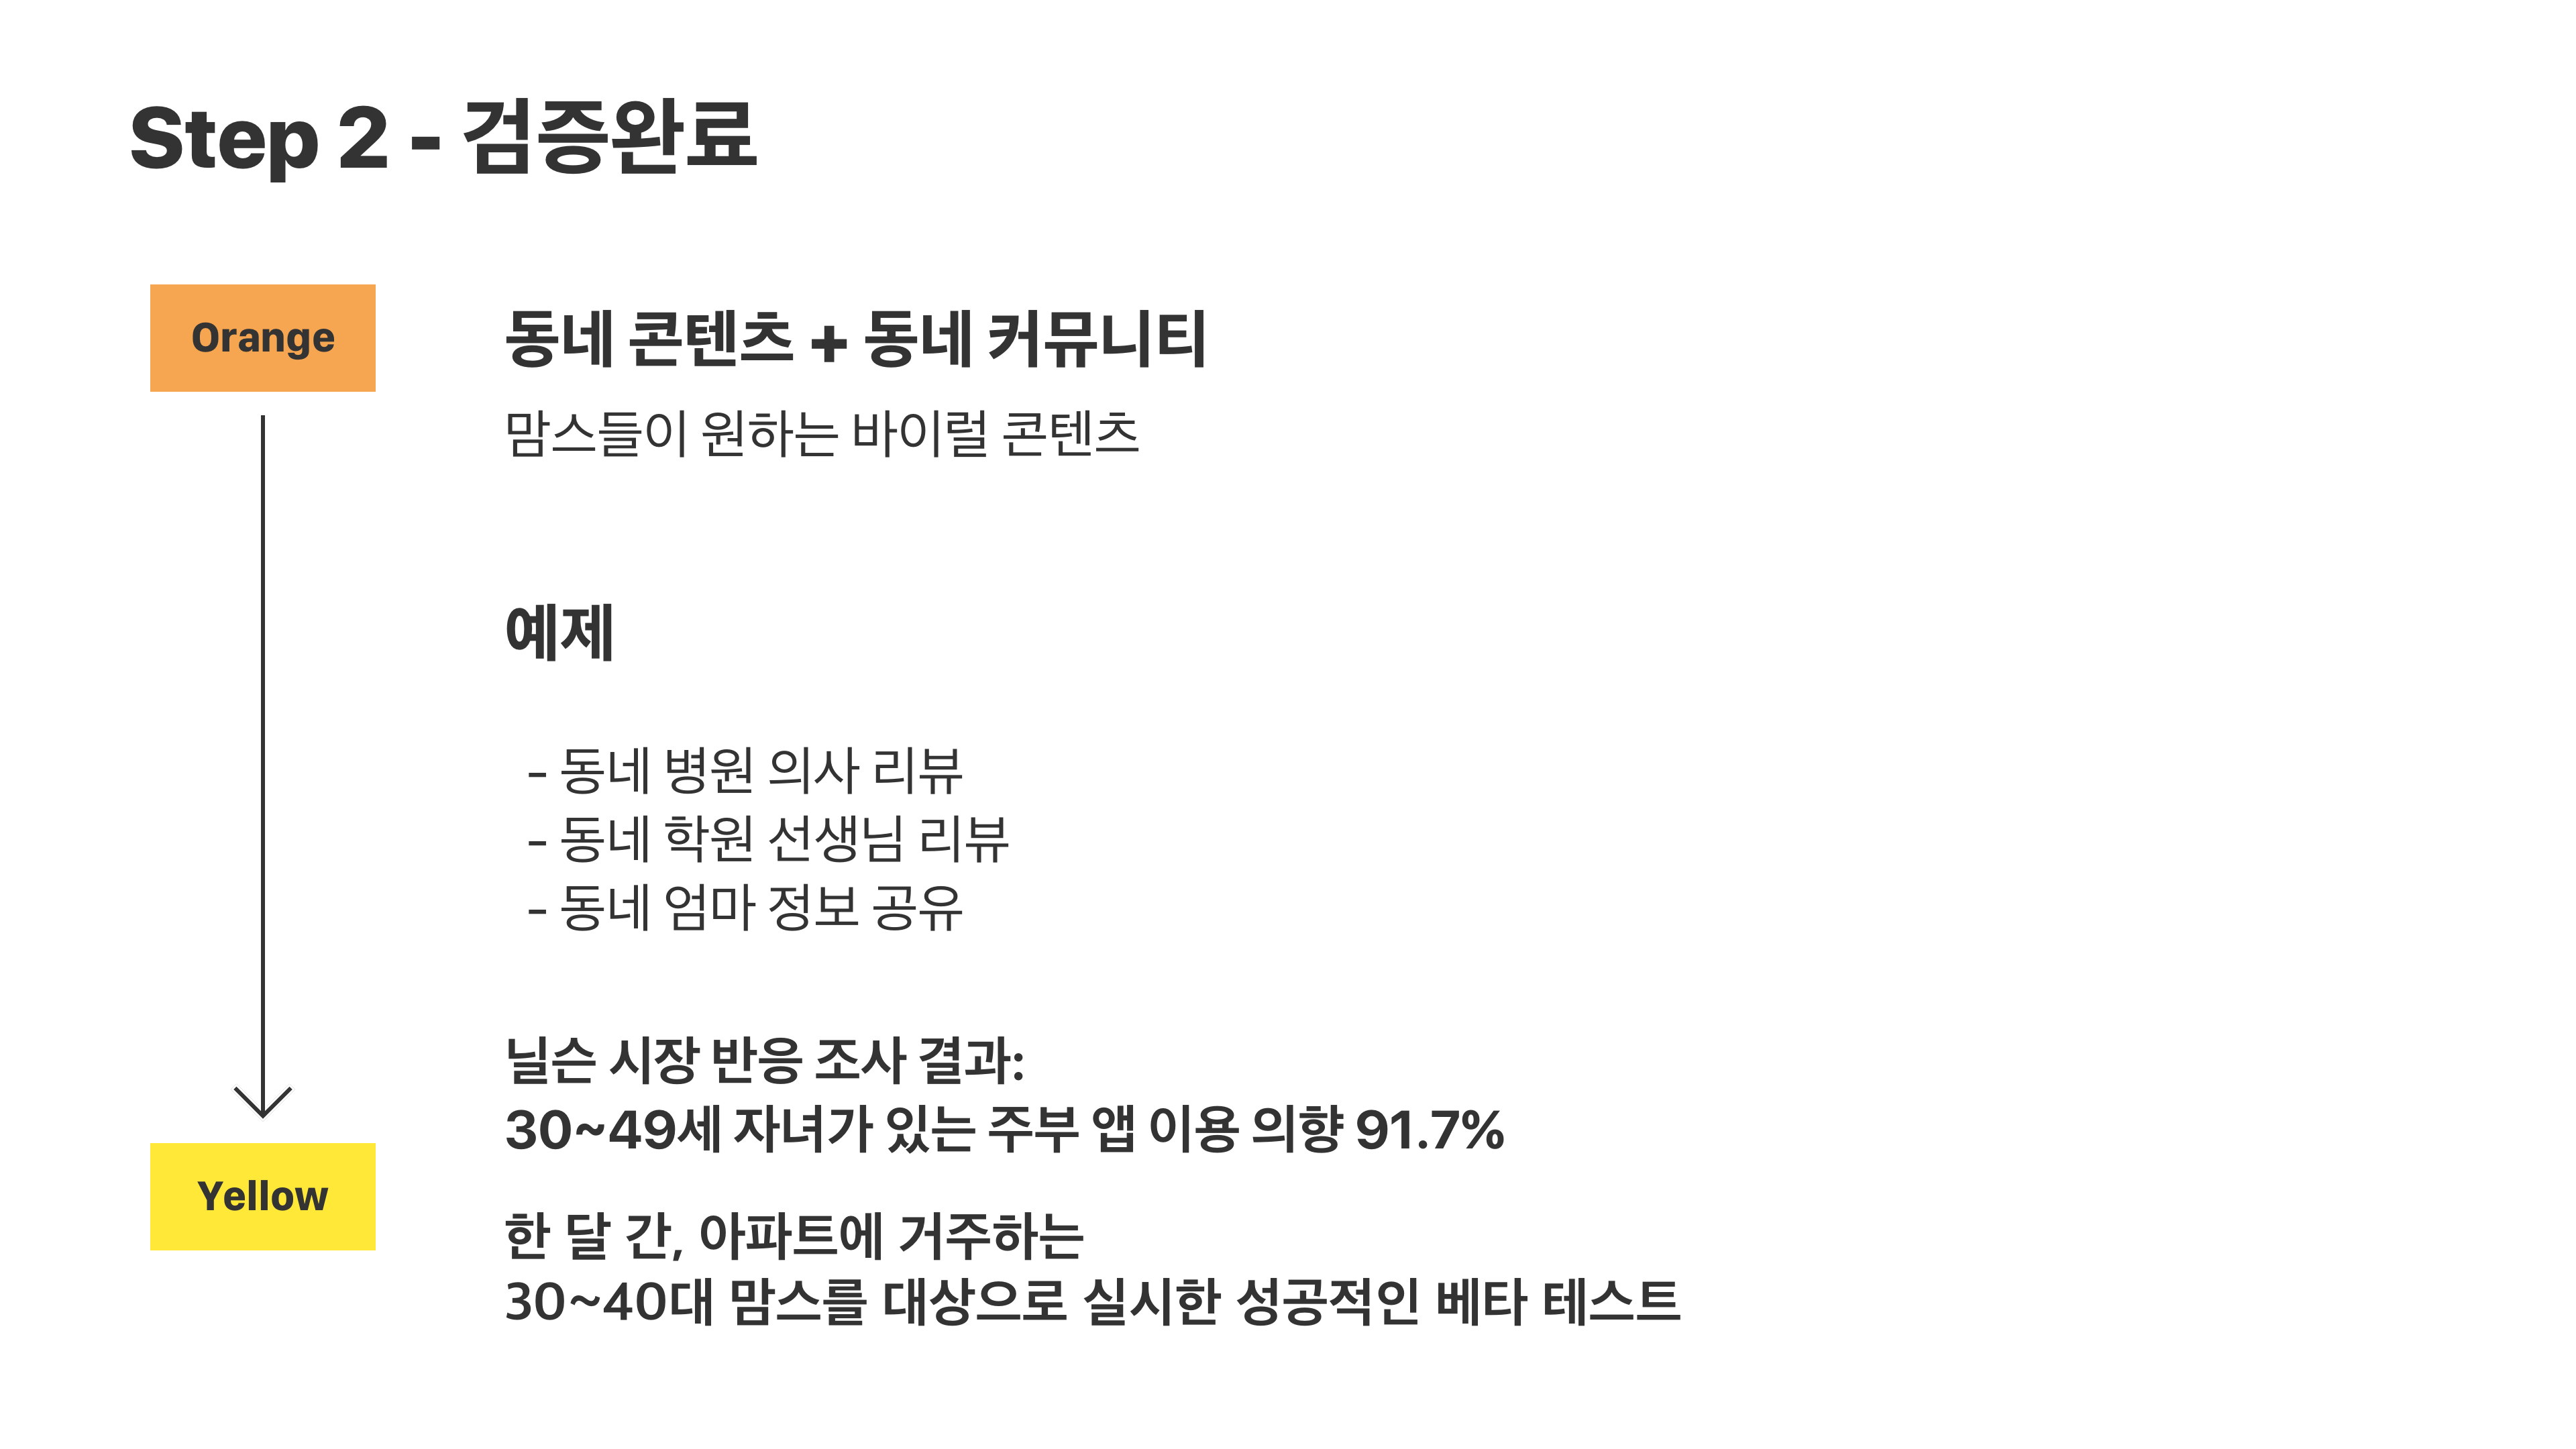 Step 2 - 검증완료
Orange
동네 콘텐츠 + 동네 커뮤니티
맘스들이 원하는 바이럴 콘텐츠
예제
- 동네 병원 의사 리뷰
- 동네 학원 선생님 리뷰
- 동네 엄마 정보 공유
닐슨 시장 반응 조사 결과:
30~49세 자녀가 있는 주부 앱 이용 의향 91.7%
Yellow
한 달 간, 아파트에 거주하는
30~40대 맘스를 대상으로 실시한 성공적인 베타 테스트